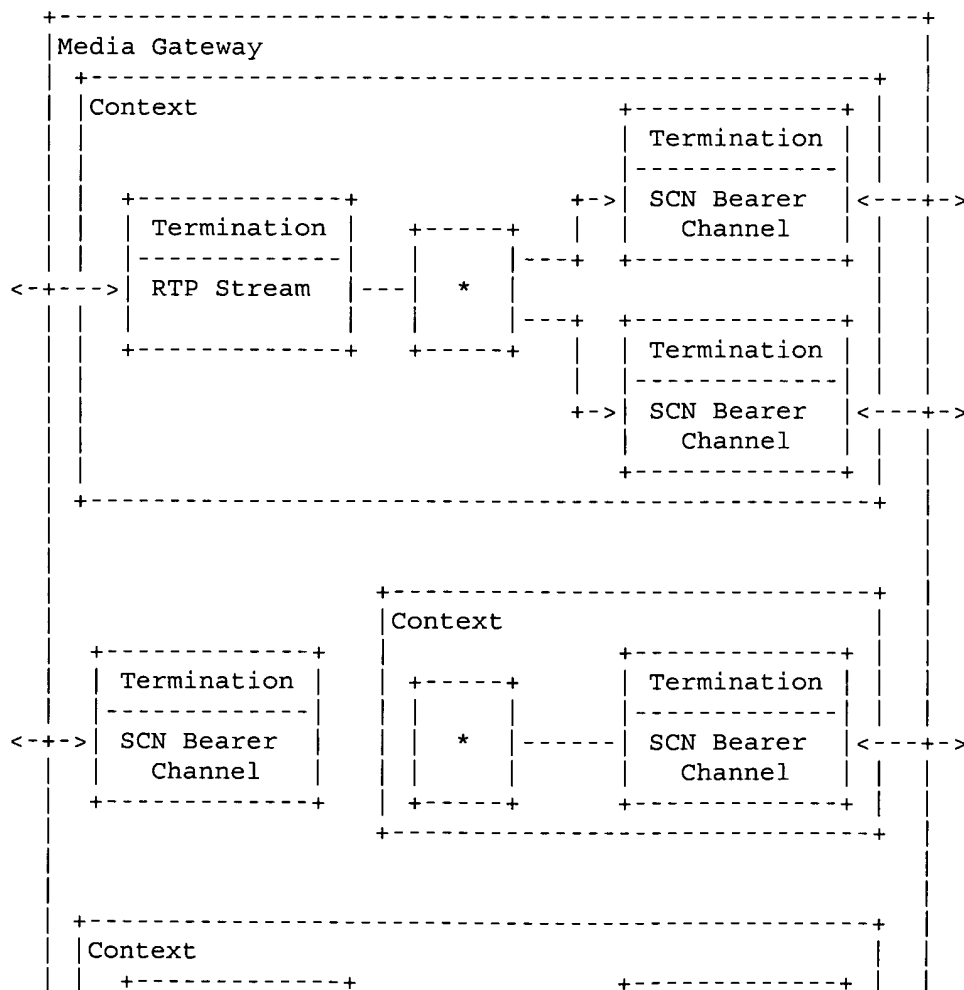 Media Gateway
Context
Termination
SCN Bearer
Channel
Termination
RTP Stream
*
Termination
SCN Bearer
Channel
Context
Termination
SCN Bearer
Channel
*
Termination
SCN Bearer
Channel
Context